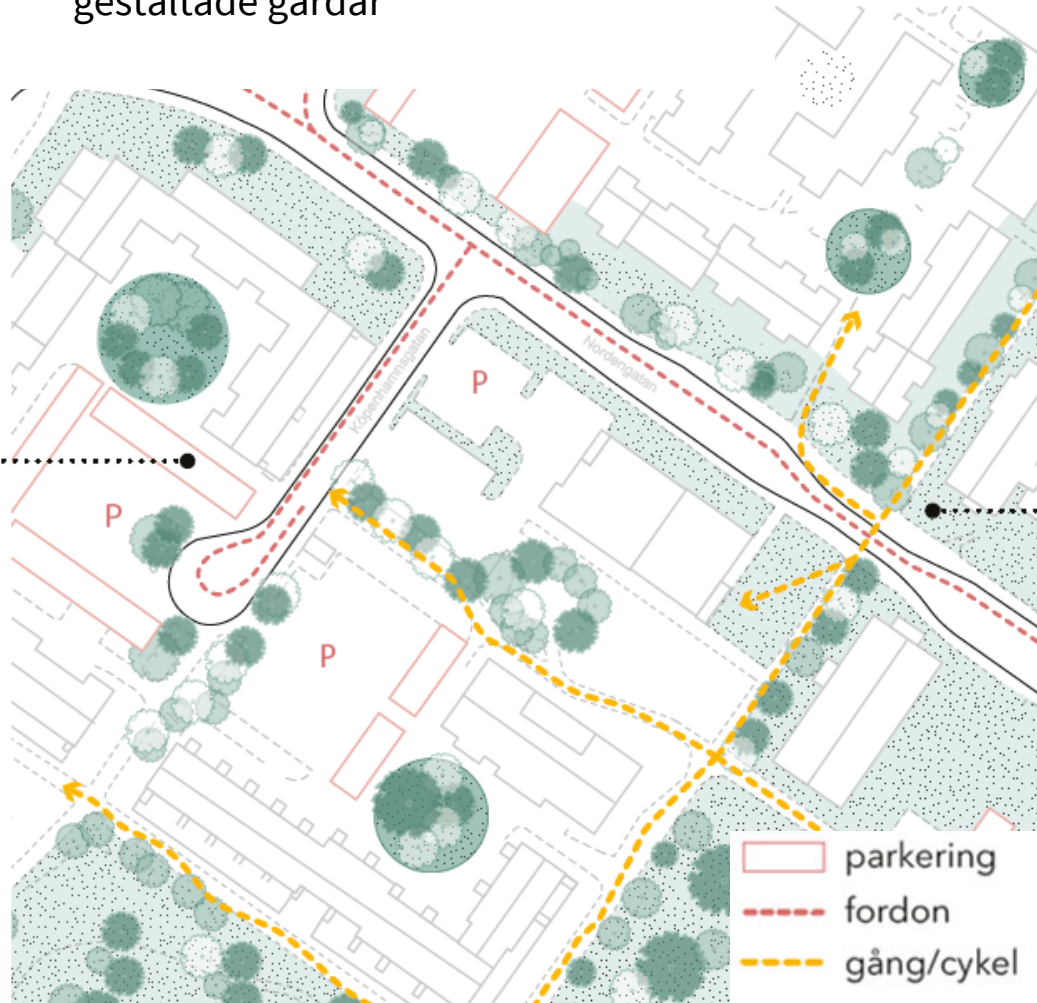 gestaltade gårdar
P
Nordengatan
Köpenhamnsgatan
P
P
parkering
fordon
gång/cykel